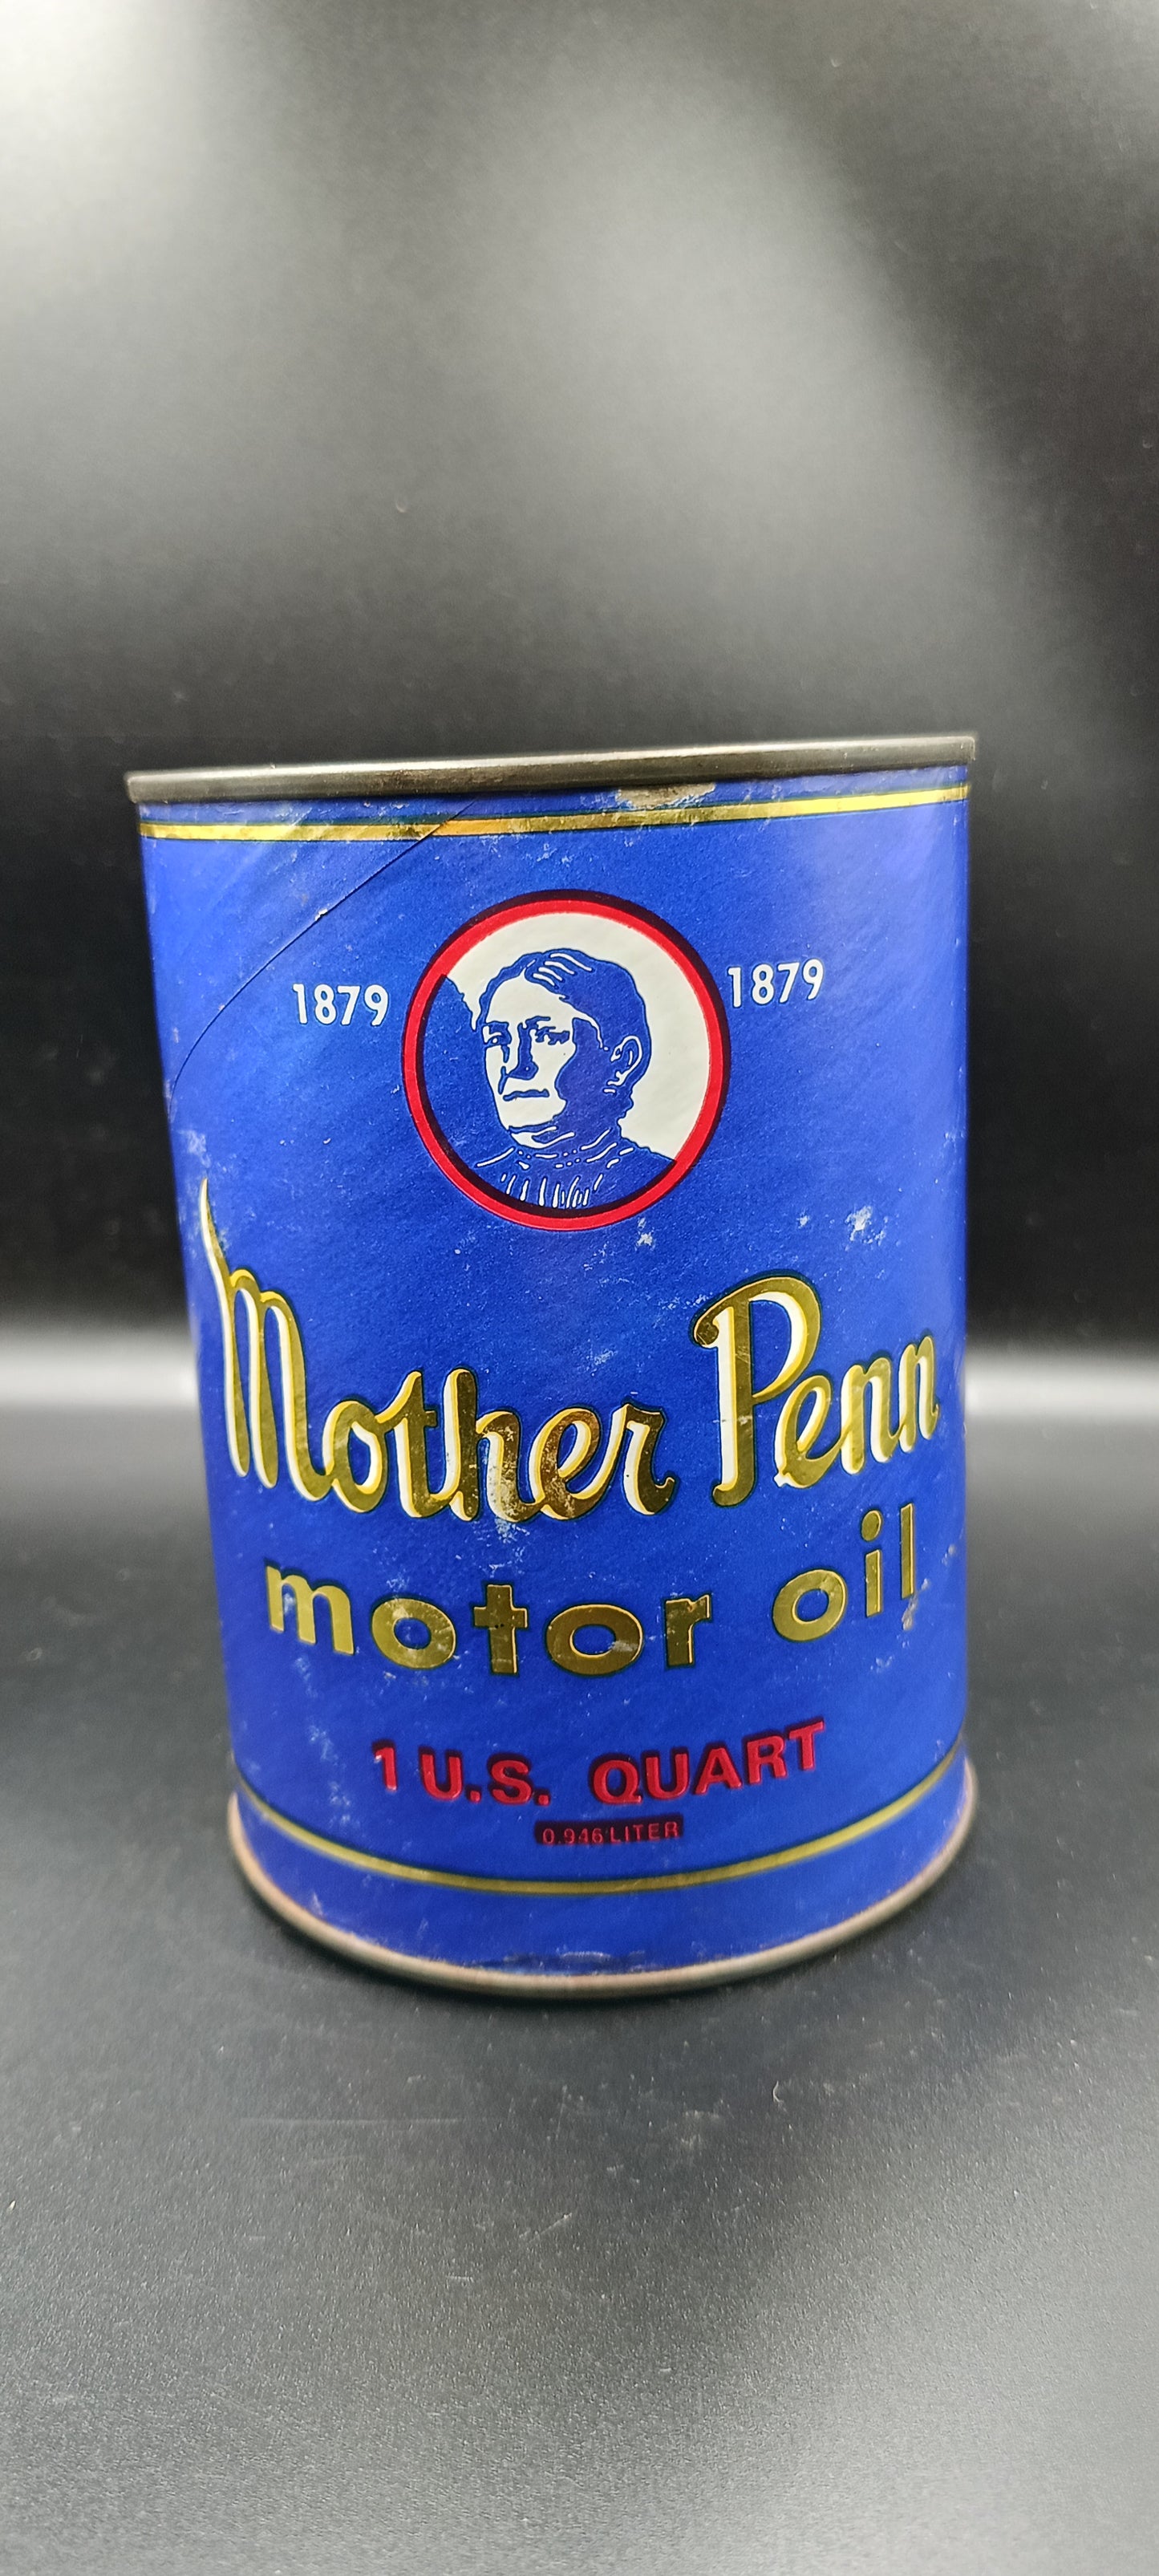 1879 1879
Mother Penn
motor oil
1 U.S. QUART
0.946 LITER